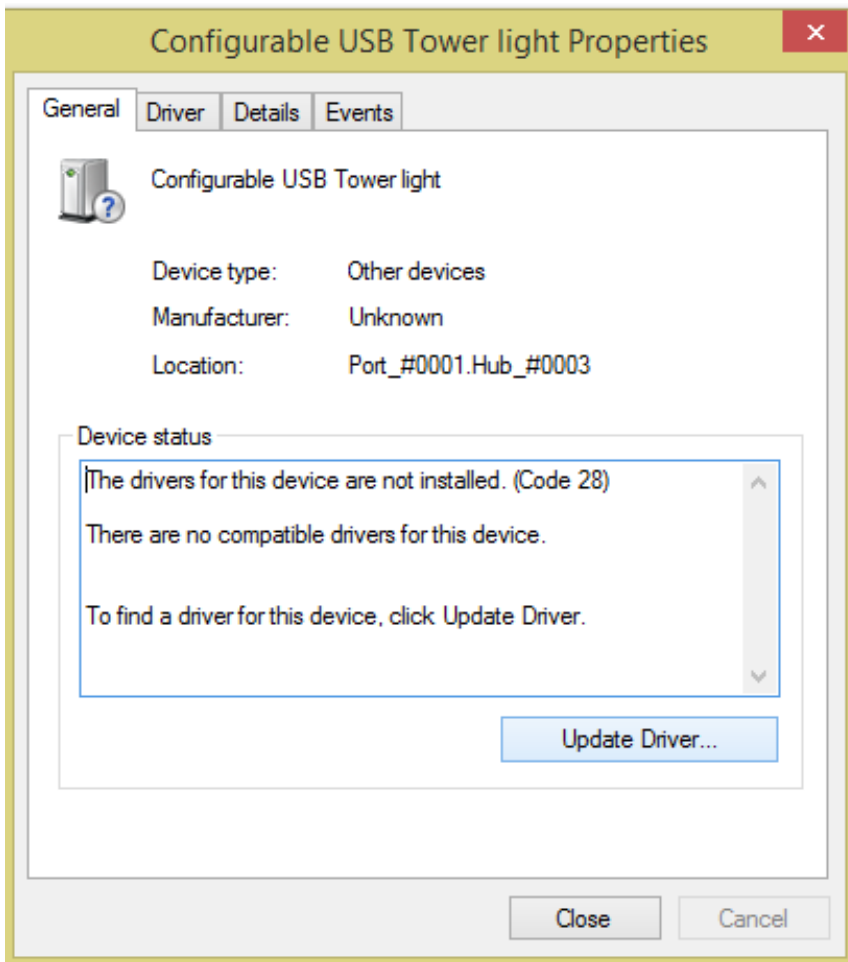 Configurable USB Tower light Properties
General Driver Details Events
Configurable USB Tower light
Device type: Other devices
Manufacturer: Unknown
Location: Port_#0001.Hub_#0003
Device status
The drivers for this device are not installed. (Code 28)
There are no compatible drivers for this device.
To find a driver for this device, click Update Driver.
Update Driver...
Close Cancel